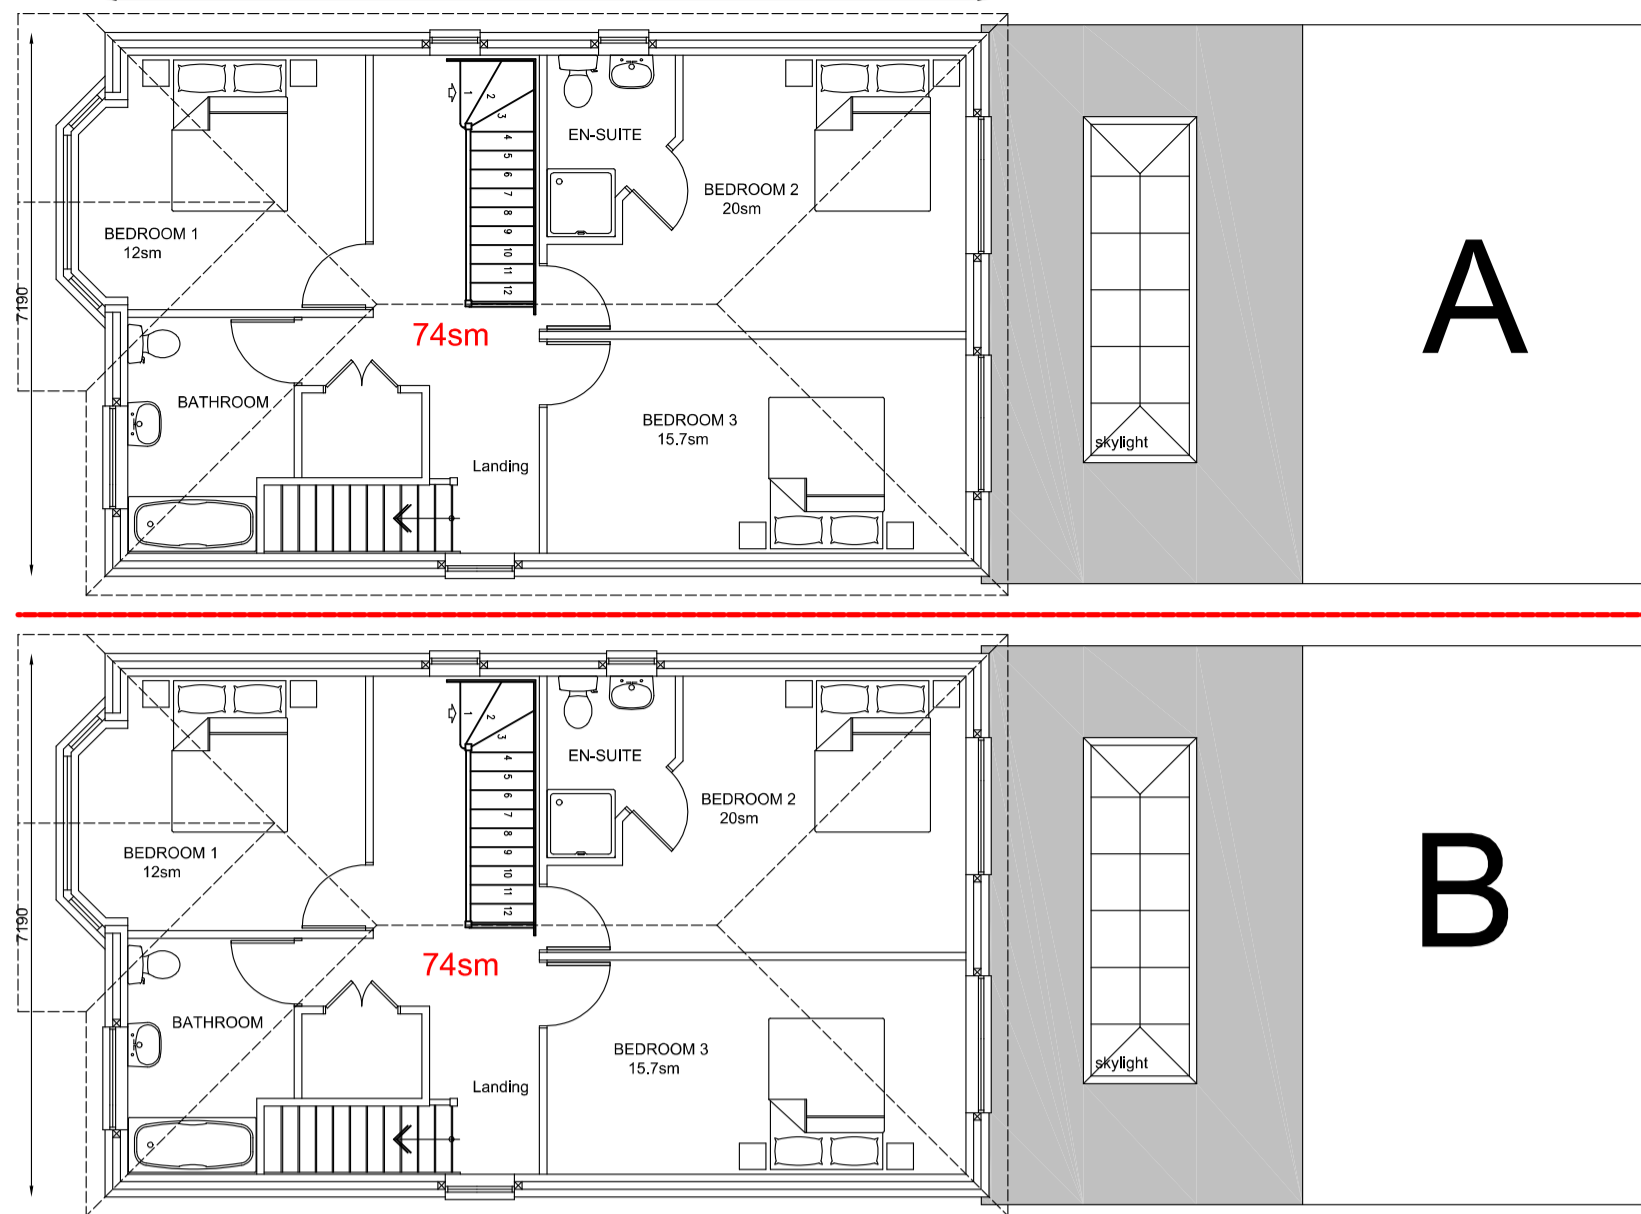 1
2
3
4
5
6
7
8
9
10
11
12
EN-SUITE
BEDROOM 2
20sm
BEDROOM 1
12sm
7190
74sm
A
BATHROOM
BEDROOM 3
15.7sm
skylight
Landing
1
2
3
4
5
6
7
8
9
10
11
12
EN-SUITE
BEDROOM 2
20sm
BEDROOM 1
12sm
7190
74sm
B
BATHROOM
BEDROOM 3
15.7sm
skylight
Landing